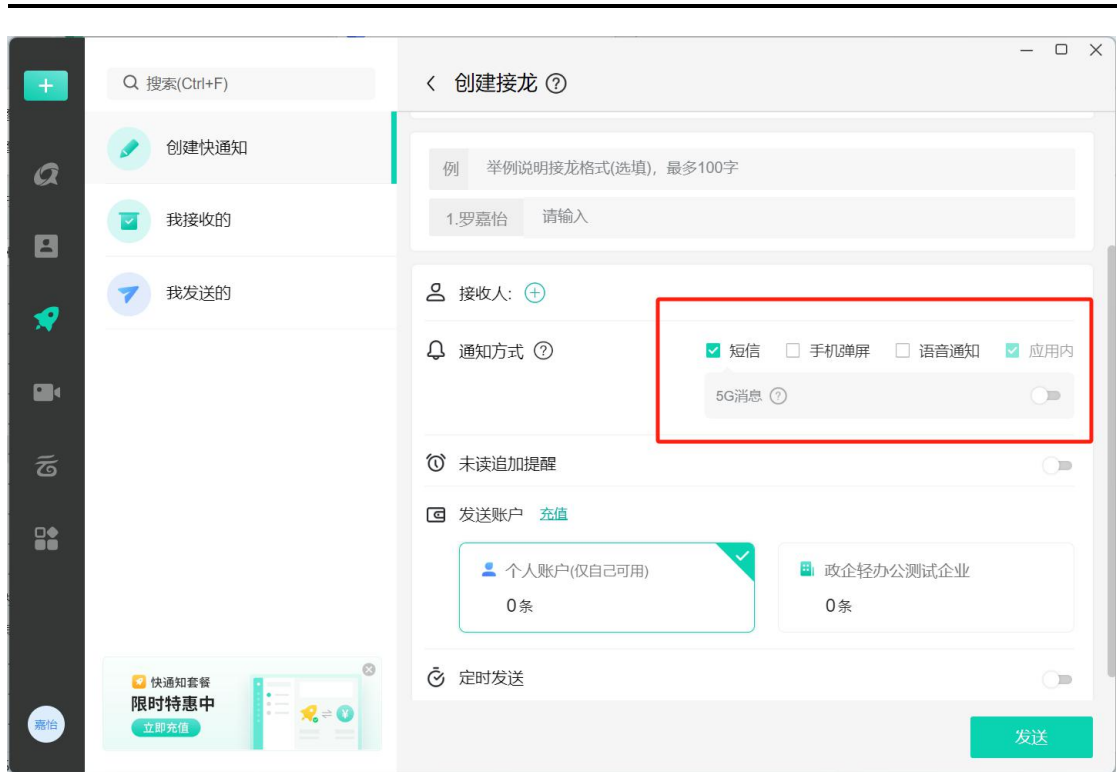 搜索(Ctrl+F)
创建快通知
我接收的
我发送的
快通知套餐
限时特惠中
立即充值
嘉怡
创建接龙
例 举例说明接龙格式(选填)，最多100字
1.罗嘉怡 请输入
接收人:
通知方式
短信 手机弹屏 语音通知 应用内
5G消息
未读追加提醒
发送账户 充值
个人账户(仅自己可用) 政企轻办公测试企业
0条 0条
定时发送
发送